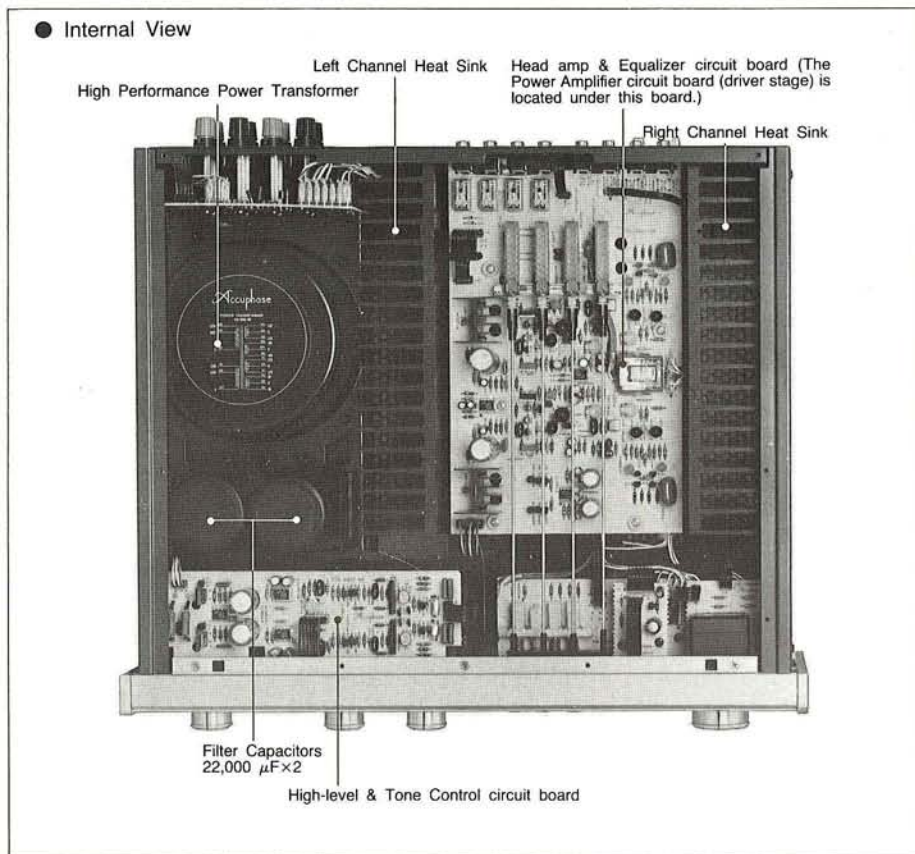 ● Internal View
Left Channel Heat Sink
High Performance Power Transformer
Head amp & Equalizer circuit board (The
Power Amplifier circuit board (driver stage) is
located under this board.)
Right Channel Heat Sink
Accuphase
Filter Capacitors
22,000 μF×2
High-level & Tone Control circuit board